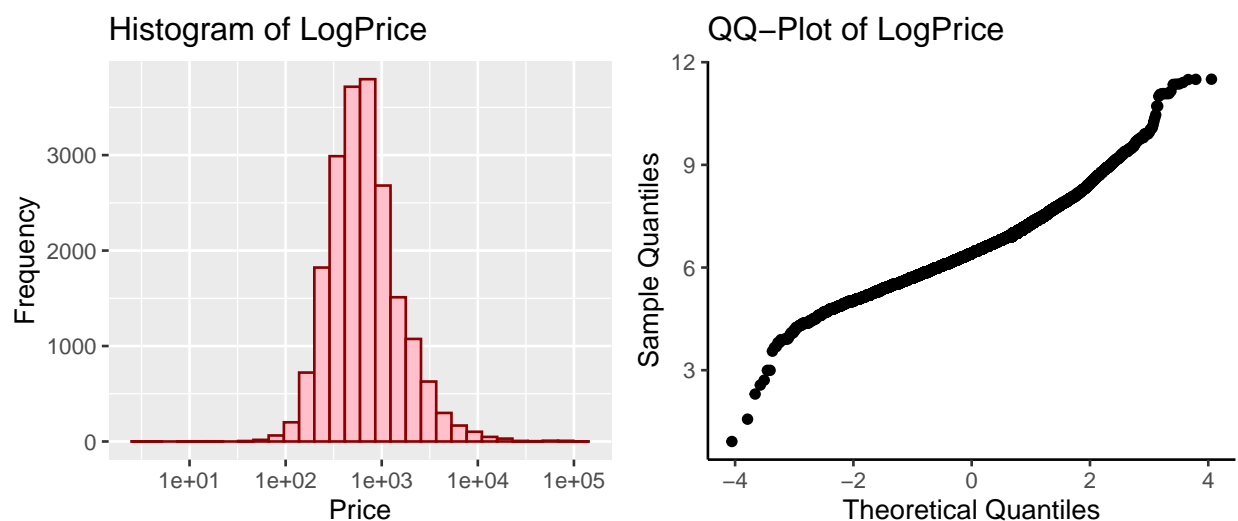 Histogram of LogPrice
Frequency
3000
2000
1000
0
1e+01 1e+02 1e+03 1e+04 1e+05
Price
QQ−Plot of LogPrice
Sample Quantiles
12
9
6
3
−4 −2 0 2 4
Theoretical Quantiles